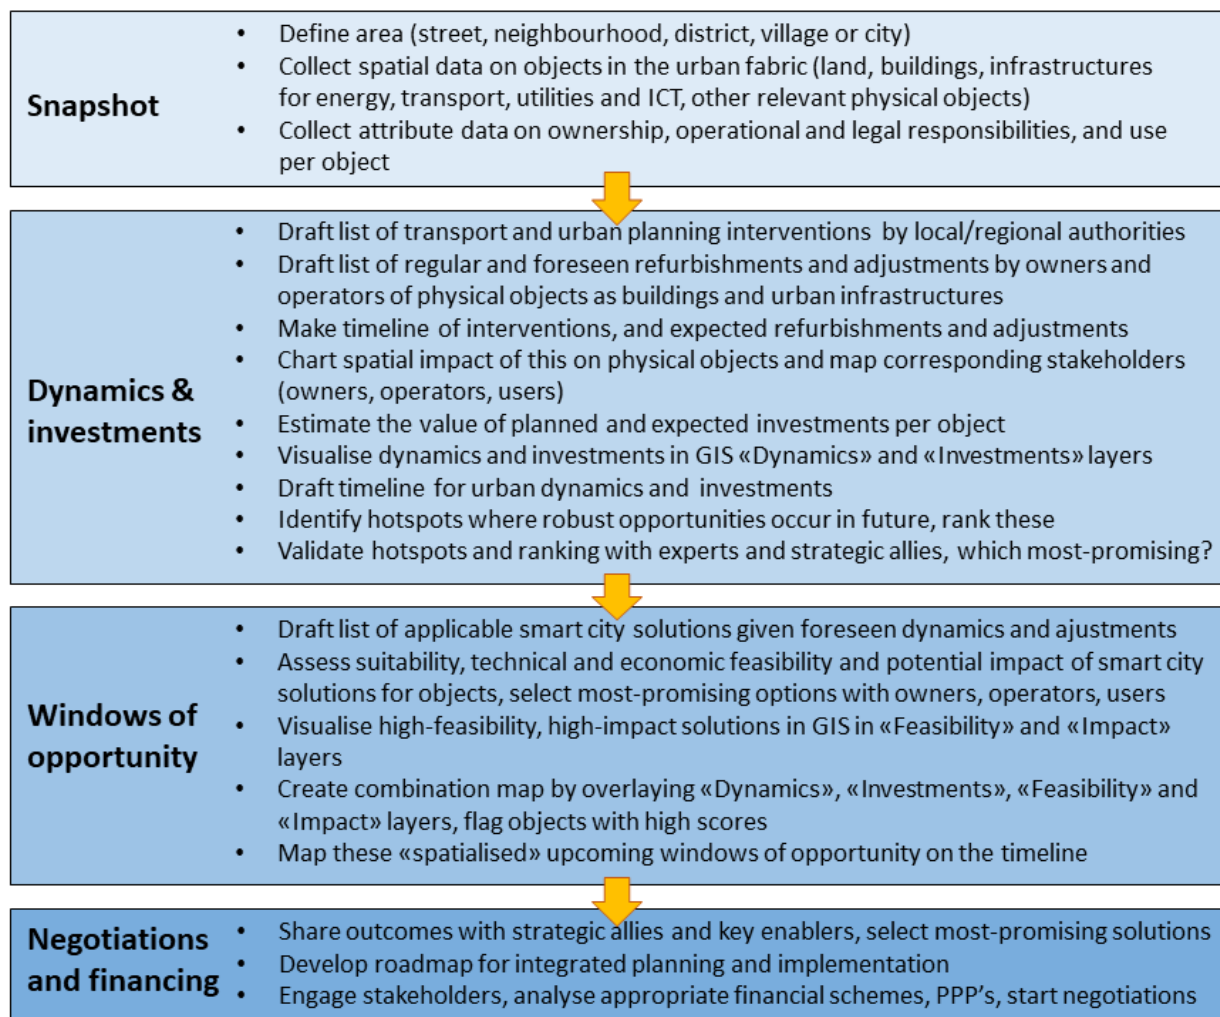 Snapshot
• Define area (street, neighbourhood, district, village or city)
• Collect spatial data on objects in the urban fabric (land, buildings, infrastructures
for energy, transport, utilities and ICT, other relevant physical objects)
• Collect attribute data on ownership, operational and legal responsibilities, and use
per object
Dynamics &
investments
• Draft list of transport and urban planning interventions by local/regional authorities
• Draft list of regular and foreseen refurbishments and adjustments by owners and
operators of physical objects as buildings and urban infrastructures
• Make timeline of interventions, and expected refurbishments and adjustments
• Chart spatial impact of this on physical objects and map corresponding stakeholders
(owners, operators, users)
• Estimate the value of planned and expected investments per object
• Visualise dynamics and investments in GIS «Dynamics» and «Investments» layers
• Draft timeline for urban dynamics and investments
• Identify hotspots where robust opportunities occur in future, rank these
• Validate hotspots and ranking with experts and strategic allies, which most-promising?
Windows of
opportunity
• Draft list of applicable smart city solutions given foreseen dynamics and ajustments
• Assess suitability, technical and economic feasibility and potential impact of smart city
solutions for objects, select most-promising options with owners, operators, users
• Visualise high-feasibility, high-impact solutions in GIS in «Feasibility» and «Impact»
layers
• Create combination map by overlaying «Dynamics», «Investments», «Feasibility» and
«Impact» layers, flag objects with high scores
• Map these «spatialised» upcoming windows of opportunity on the timeline
Negotiations
and financing
• Share outcomes with strategic allies and key enablers, select most-promising solutions
• Develop roadmap for integrated planning and implementation
• Engage stakeholders, analyse appropriate financial schemes, PPP's, start negotiations